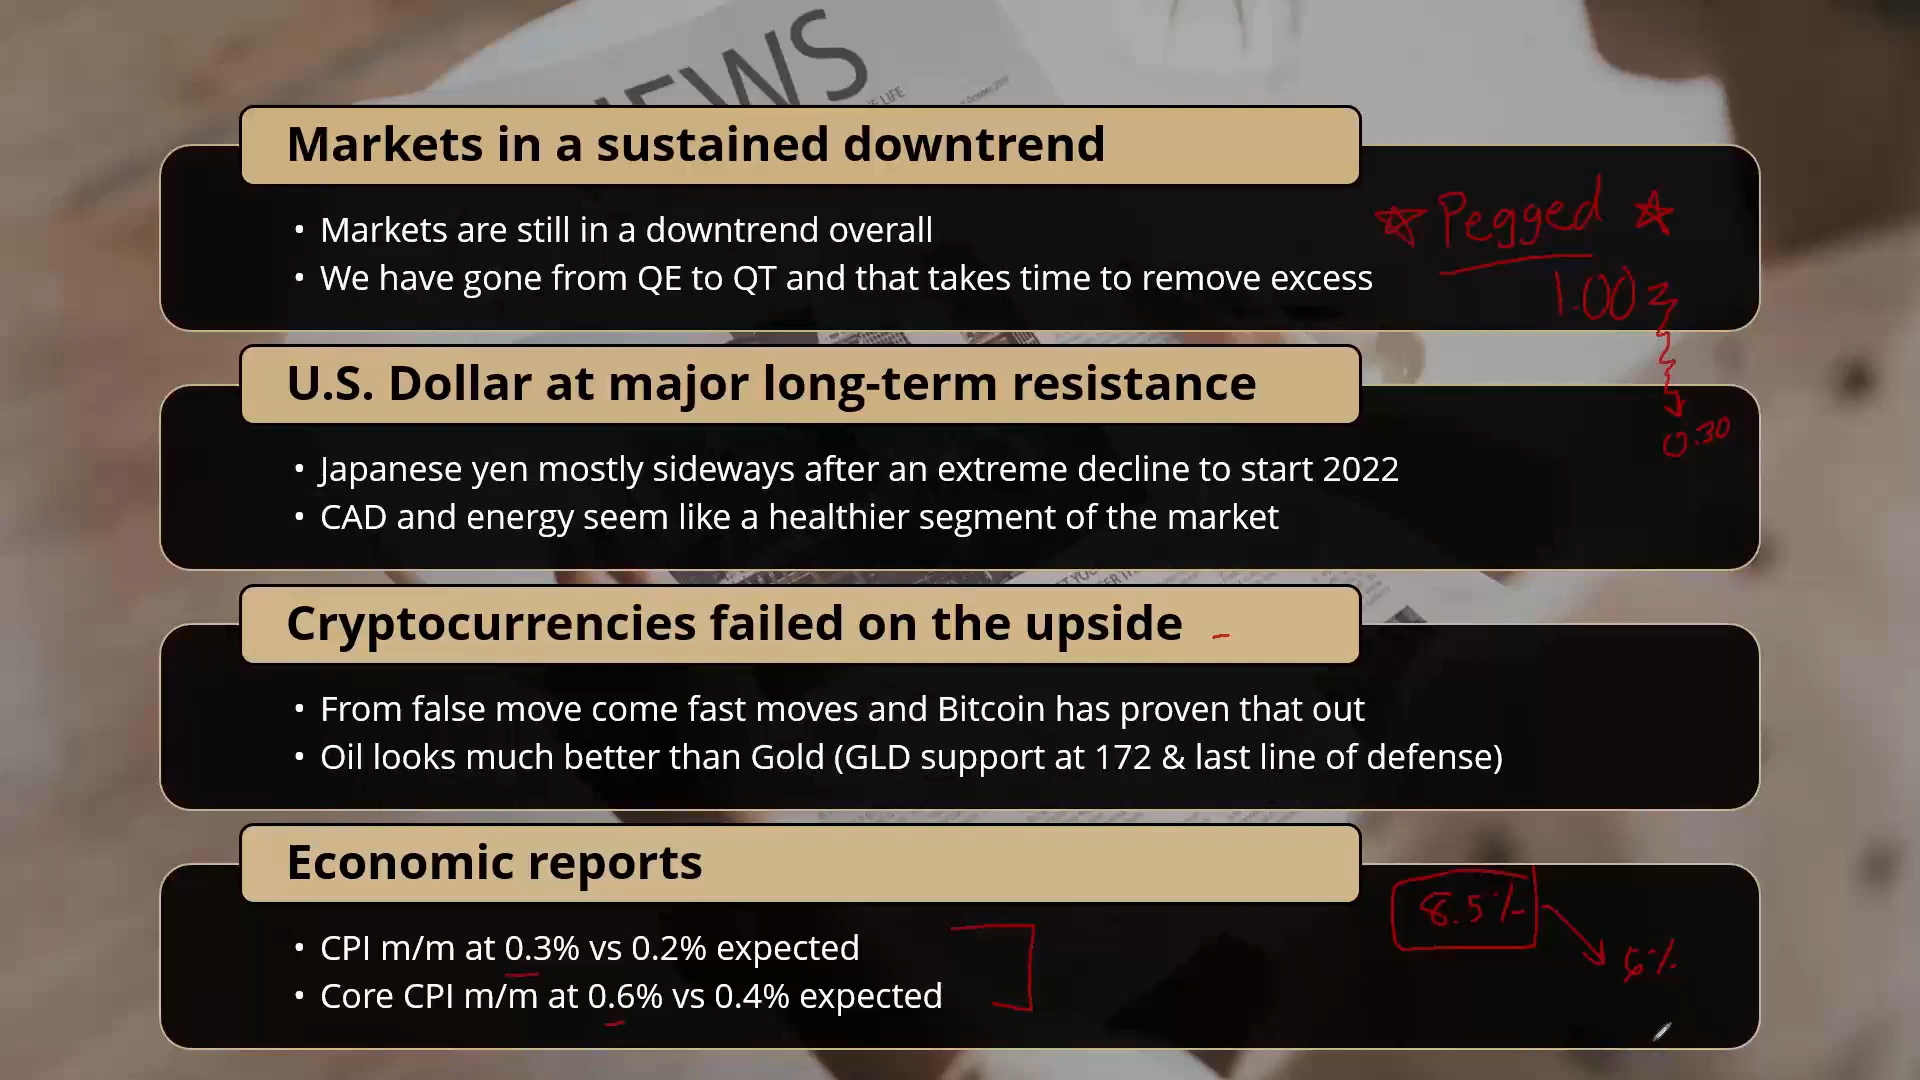 NEWS
Markets in a sustained downtrend
• Markets are still in a downtrend overall
• We have gone from QE to QT and that takes time to remove excess
☆ Pegged ☆
1.00
0.30
U.S. Dollar at major long-term resistance
• Japanese yen mostly sideways after an extreme decline to start 2022
• CAD and energy seem like a healthier segment of the market
Cryptocurrencies failed on the upside
• From false move come fast moves and Bitcoin has proven that out
• Oil looks much better than Gold (GLD support at 172 & last line of defense)
Economic reports
• CPI m/m at 0.3% vs 0.2% expected
• Core CPI m/m at 0.6% vs 0.4% expected
8.5%